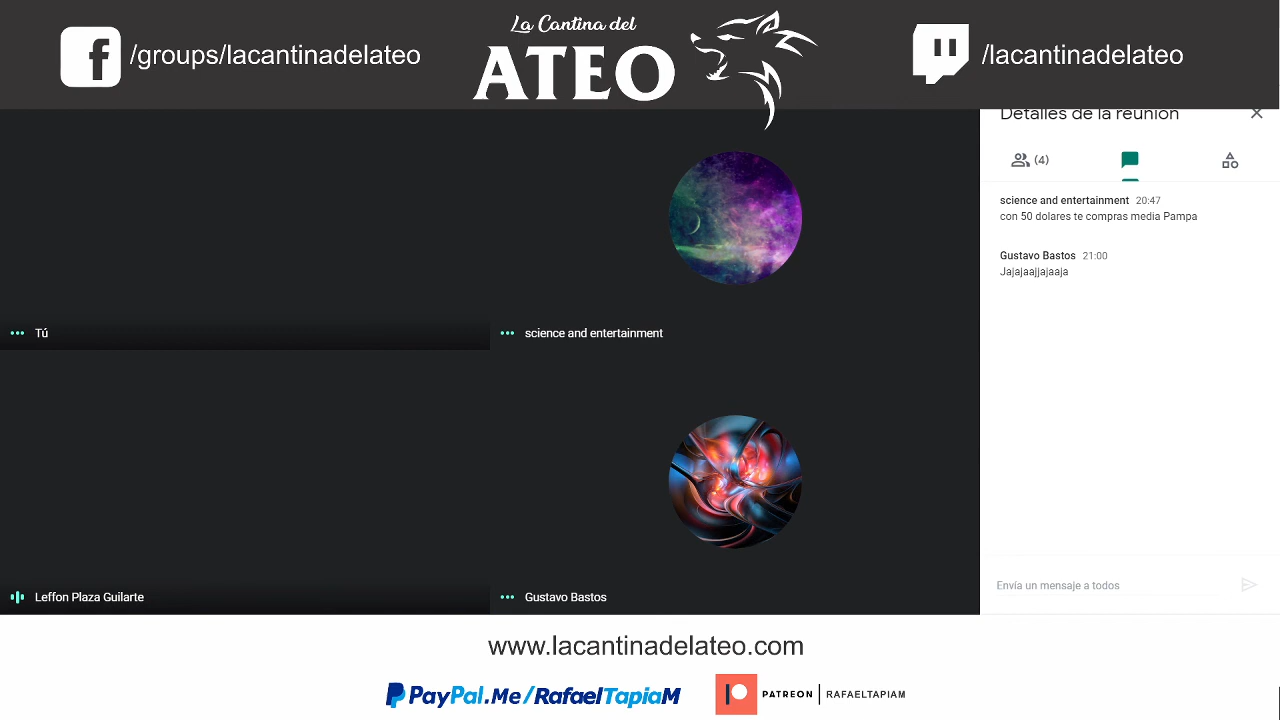 /groups/lacantinadelateo
La Cantina del
ATEO
/lacantinadelateo
Detalles de la reunión
(4)
science and entertainment 20:47
con 50 dolares te compras media Pampa
Gustavo Bastos 21:00
Jajajaajjajaaja
Tú
science and entertainment
Leffon Plaza Guilarte
Gustavo Bastos
Envía un mensaje a todos
www.lacantinadelateo.com
PayPal.Me/RafaelTapiaM
PATREON | RAFAELTAPIAM